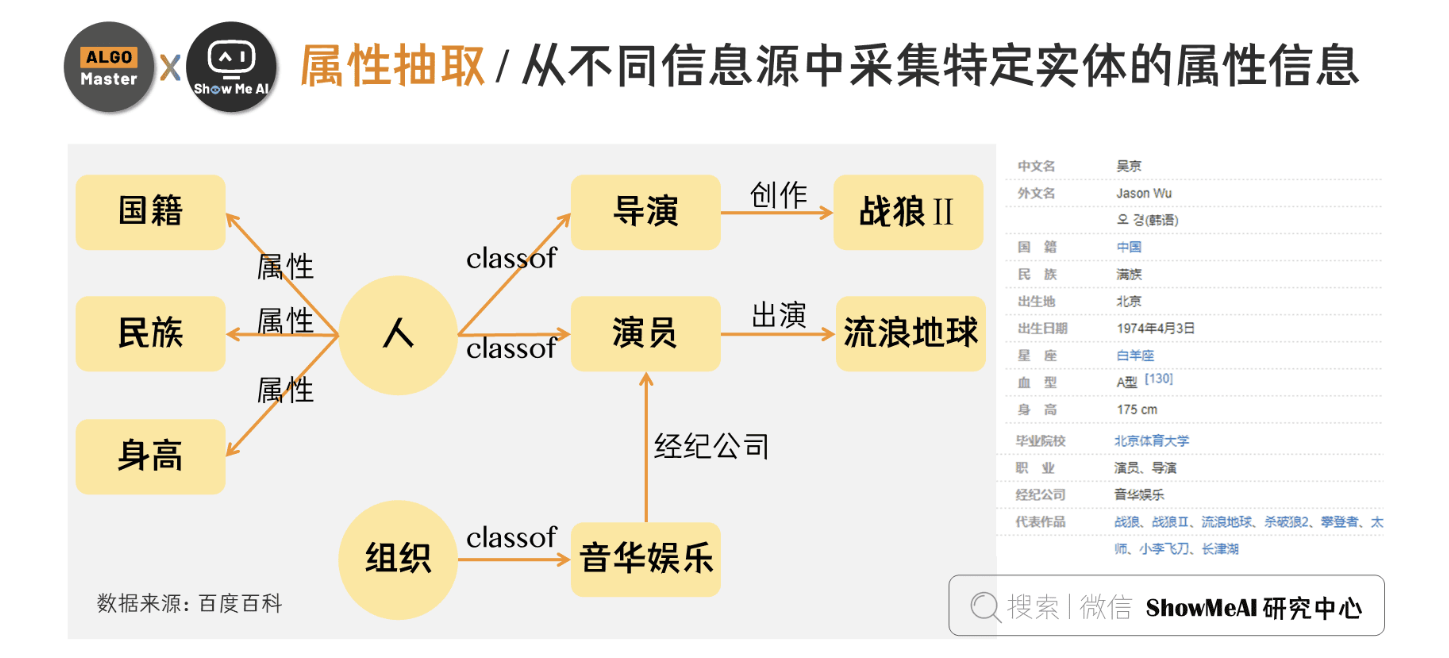 ALGO
Master
X
Show Me AI
属性抽取 / 从不同信息源中采集特定实体的属性信息
国籍
民族
身高
属性
属性
属性
人
classof
classof
导演
创作
战狼 II
演员
出演
流浪地球
经纪公司
组织
classof
音华娱乐
数据来源: 百度百科
中文名 吴京
外文名 Jason Wu
오 경(韩语)
国 籍 中国
民 族 满族
出生地 北京
出生日期 1974年4月3日
星 座 白羊座
血 型 A型 [130]
身 高 175 cm
毕业院校 北京体育大学
职 业 演员、导演
经纪公司 音华娱乐
代表作品 战狼、战狼II、流浪地球、杀破狼2、攀登者、太
师、小李飞刀、长津湖
搜索 | 微信 ShowMeAI 研究中心